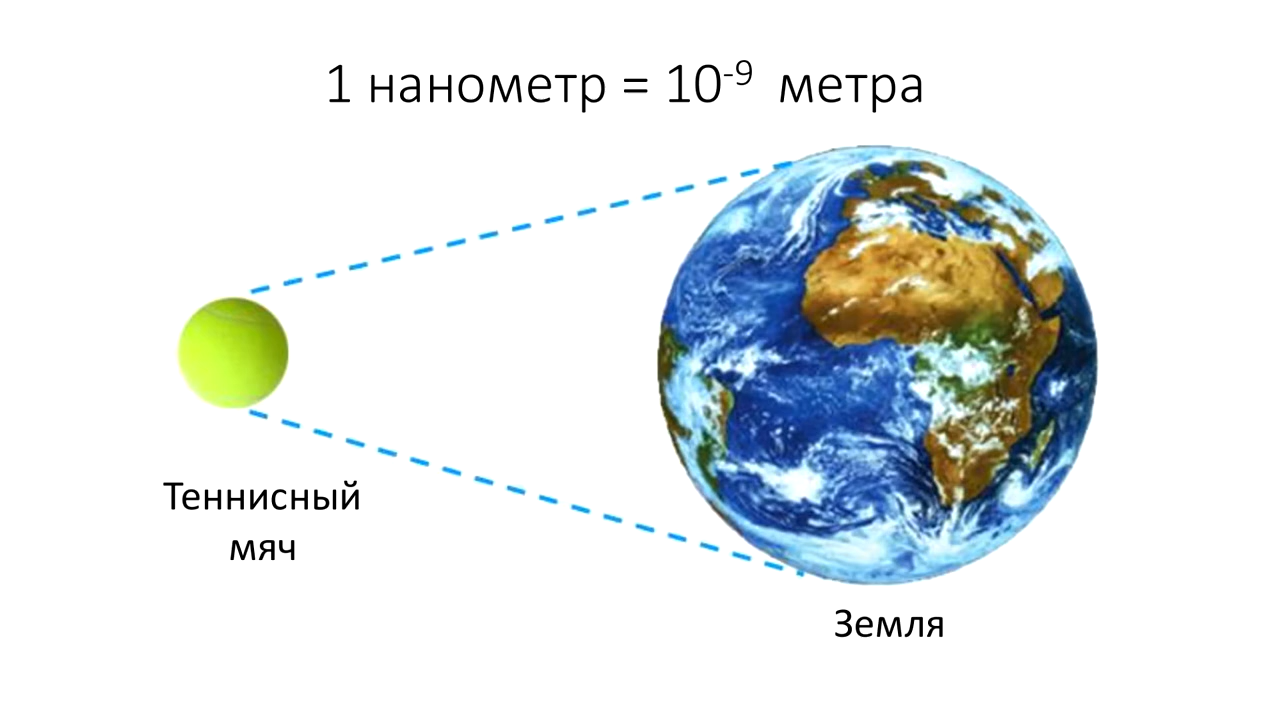 1 нанометр = 10⁻⁹ метра
Теннисный
мяч
Земля